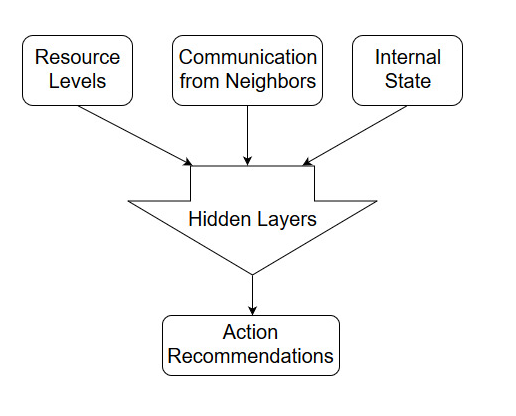 Resource
Levels
Communication
from Neighbors
Internal
State
Hidden Layers
Action
Recommendations